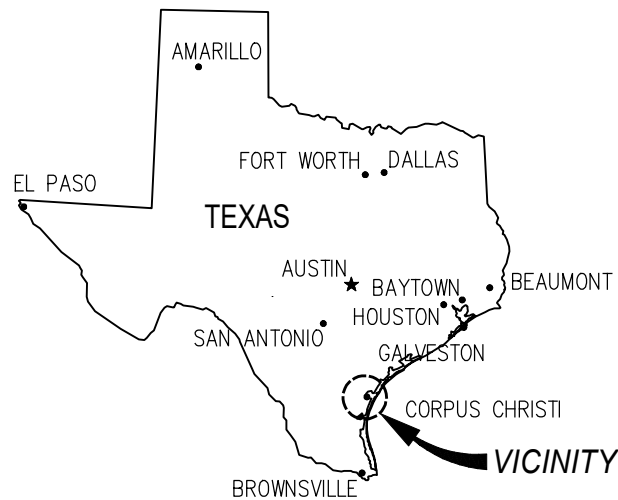 AMARILLO
FORT WORTH
DALLAS
EL PASO
TEXAS
AUSTIN
BAYTOWN
BEAUMONT
HOUSTON
SAN ANTONIO
GALVESTON
CORPUS CHRISTI
VICINITY
BROWNSVILLE